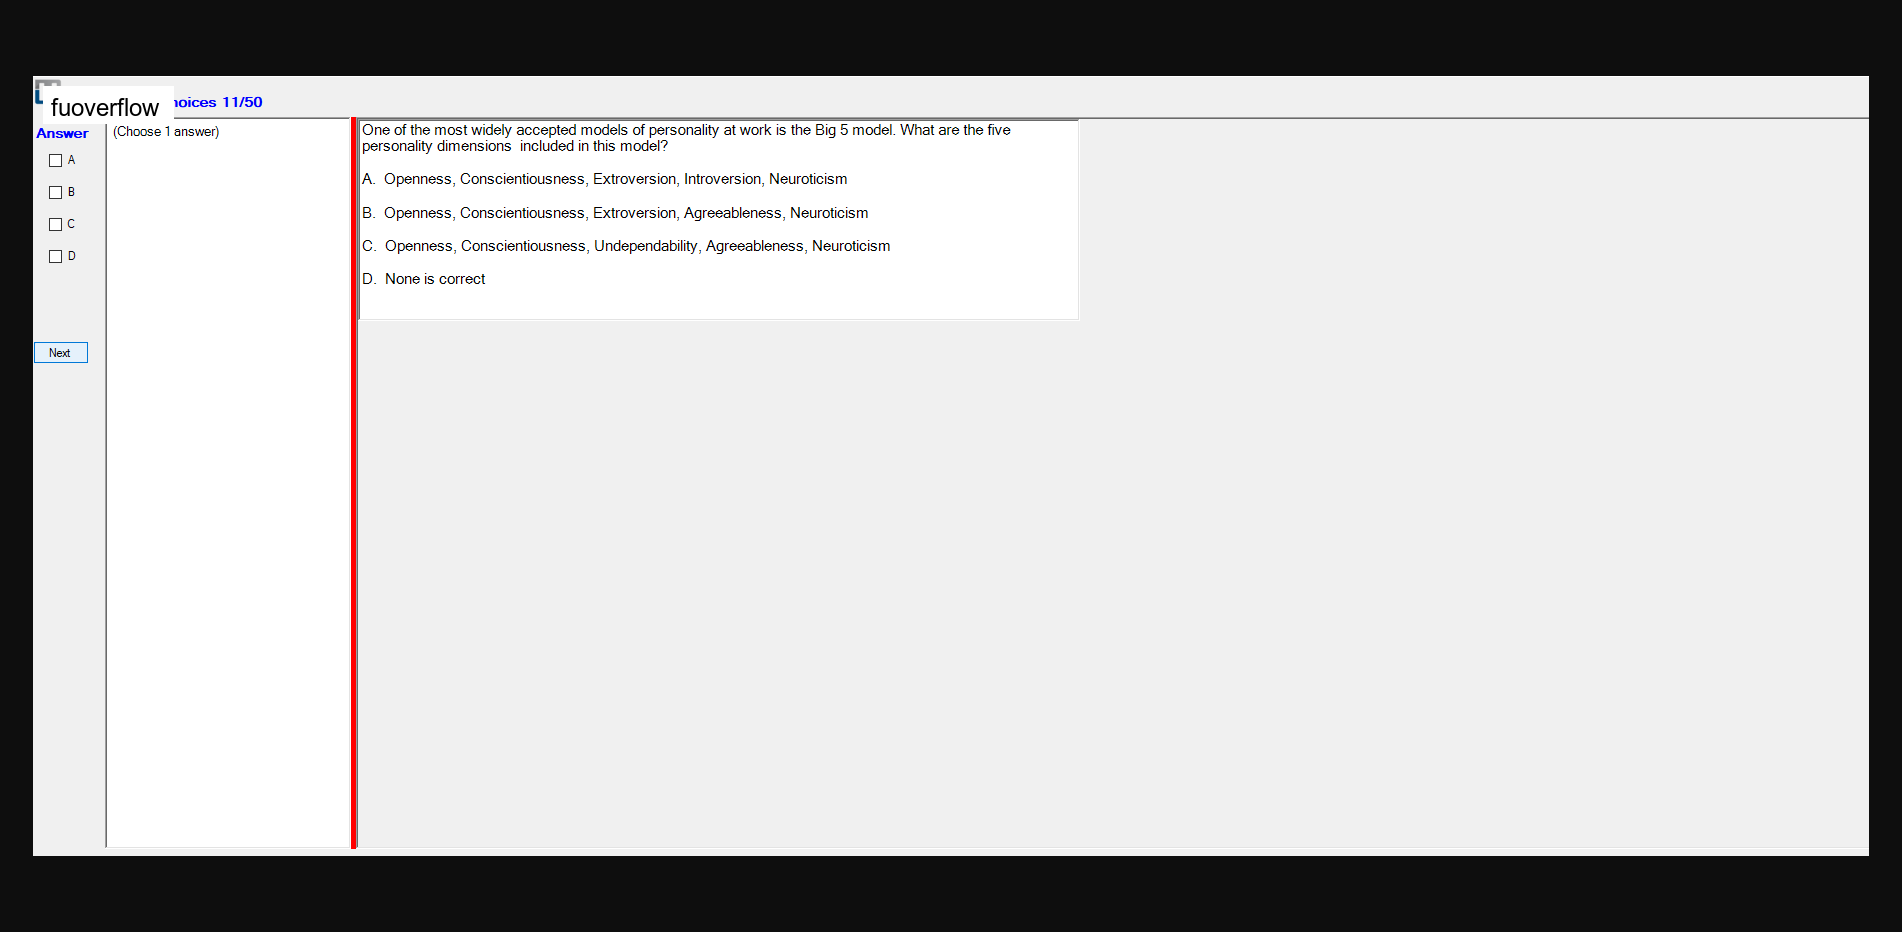 fuoverflow
hoices 11/50
Answer
(Choose 1 answer)
A
B
C
D
Next
One of the most widely accepted models of personality at work is the Big 5 model. What are the five
personality dimensions  included in this model?
A.  Openness, Conscientiousness, Extroversion, Introversion, Neuroticism
B.  Openness, Conscientiousness, Extroversion, Agreeableness, Neuroticism
C.  Openness, Conscientiousness, Undependability, Agreeableness, Neuroticism
D.  None is correct